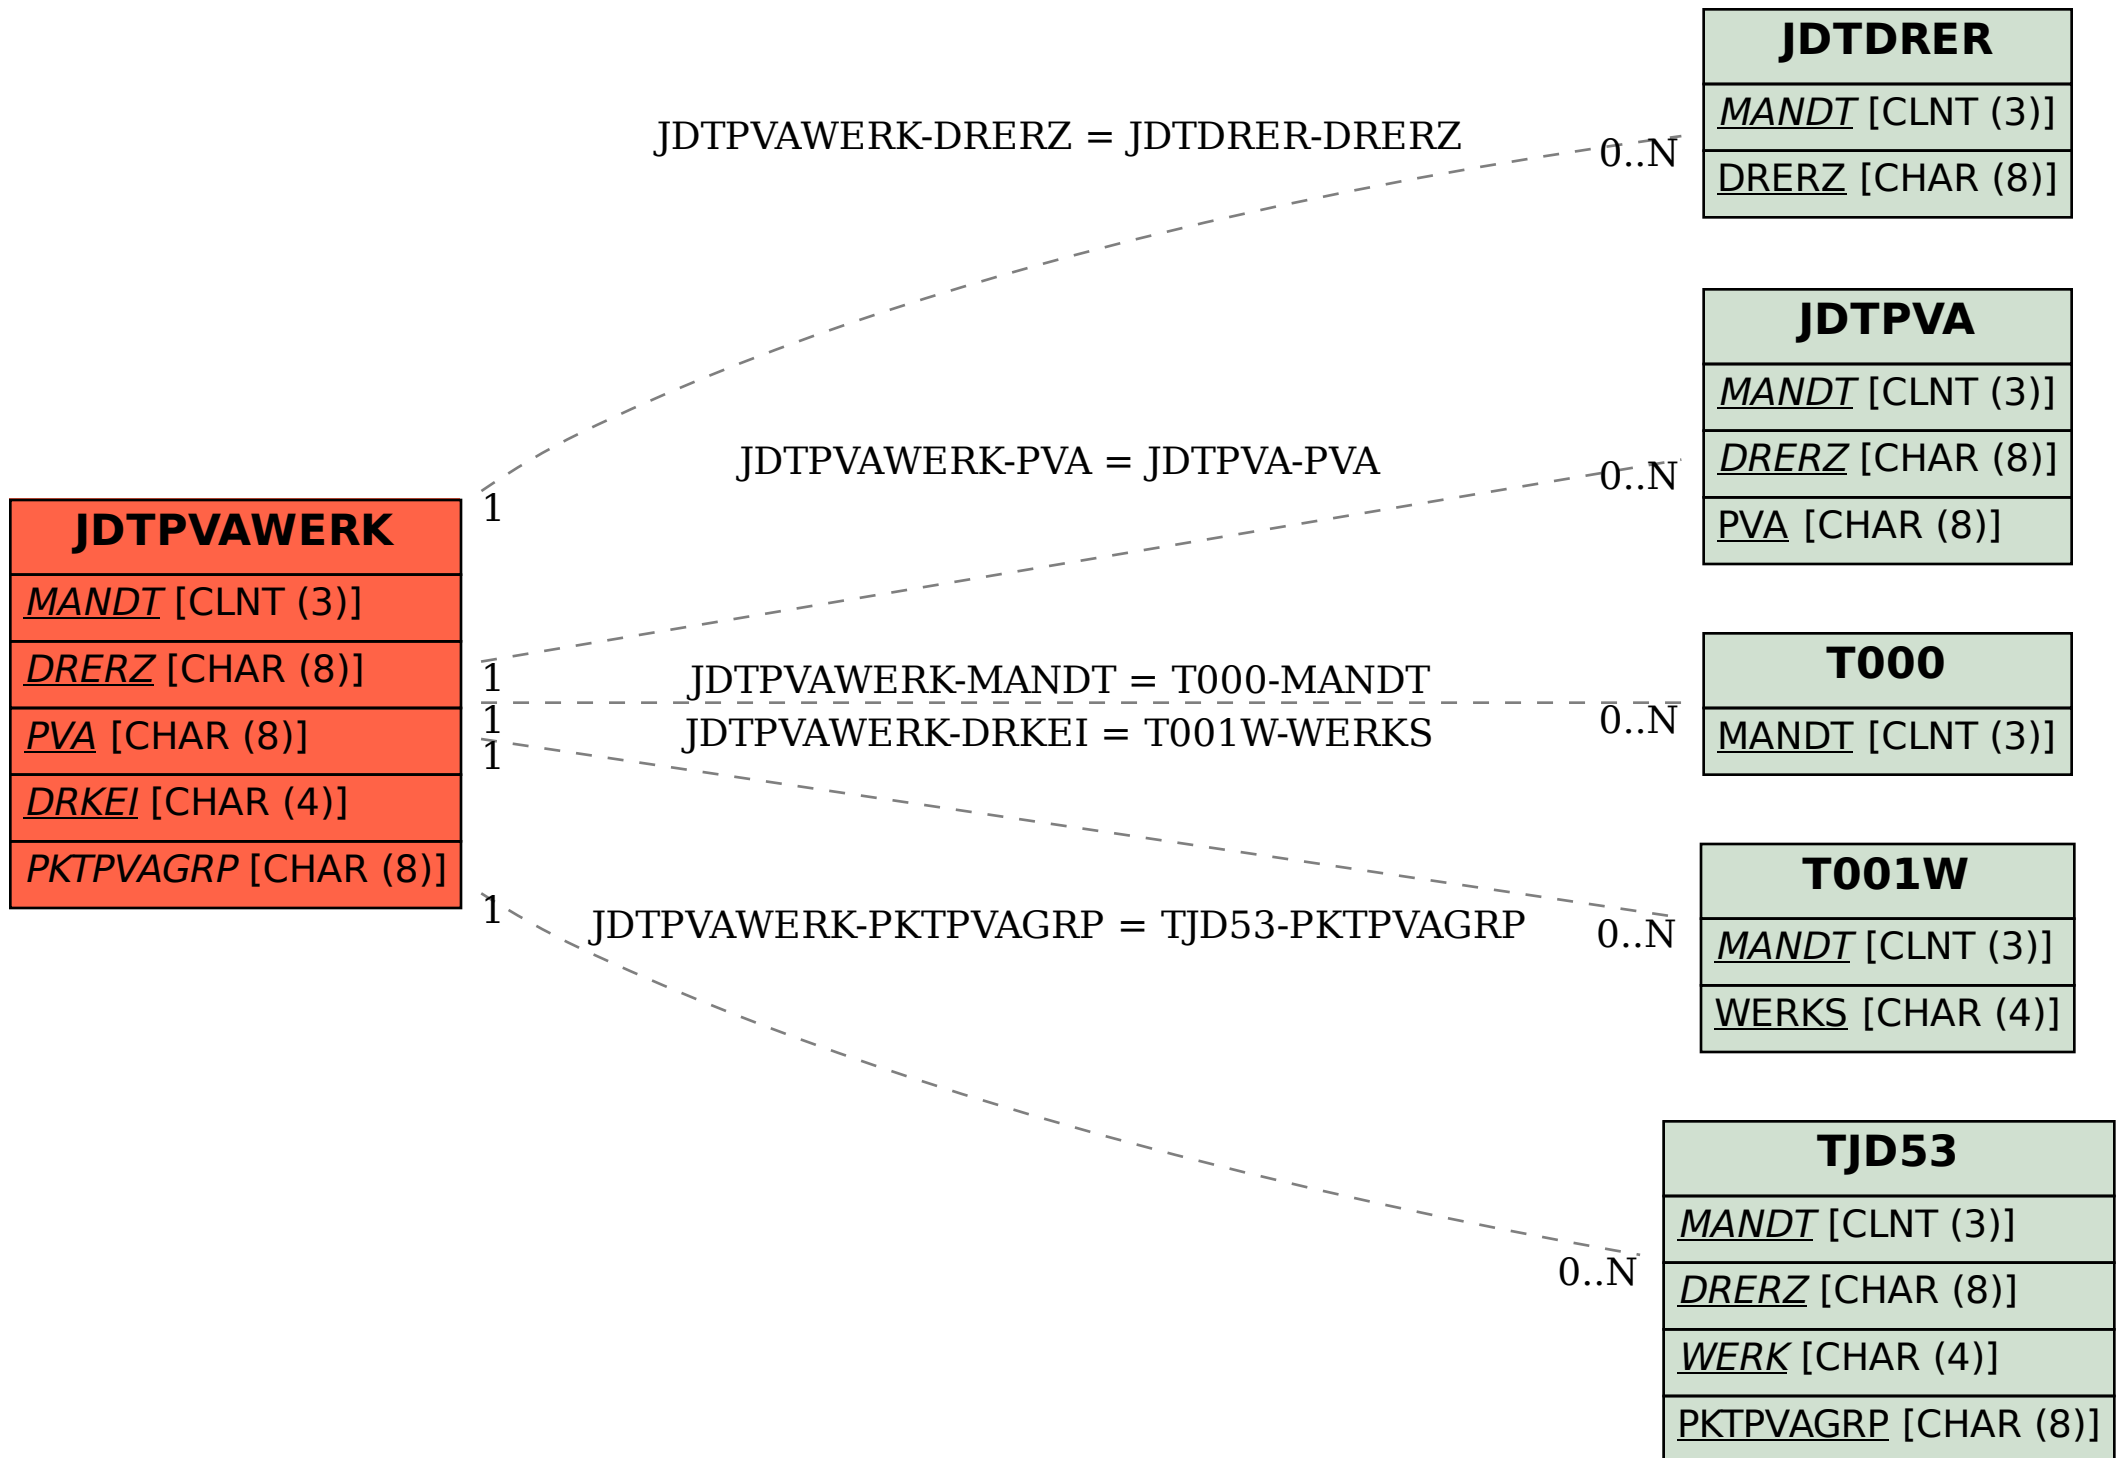 JDTPVAWERK
MANDT [CLNT (3)]
DRERZ [CHAR (8)]
PVA [CHAR (8)]
DRKEI [CHAR (4)]
PKTPVAGRP [CHAR (8)]
JDTPVAWERK-DRERZ = JDTDRER-DRERZ
1
0..N
JDTPVAWERK-PVA = JDTPVA-PVA
1
0..N
JDTPVAWERK-MANDT = T000-MANDT
1
0..N
JDTPVAWERK-DRKEI = T001W-WERKS
1
0..N
JDTPVAWERK-PKTPVAGRP = TJD53-PKTPVAGRP
1
0..N
JDTDRER
MANDT [CLNT (3)]
DRERZ [CHAR (8)]
JDTPVA
MANDT [CLNT (3)]
DRERZ [CHAR (8)]
PVA [CHAR (8)]
T000
MANDT [CLNT (3)]
T001W
MANDT [CLNT (3)]
WERKS [CHAR (4)]
TJD53
MANDT [CLNT (3)]
DRERZ [CHAR (8)]
WERK [CHAR (4)]
PKTPVAGRP [CHAR (8)]